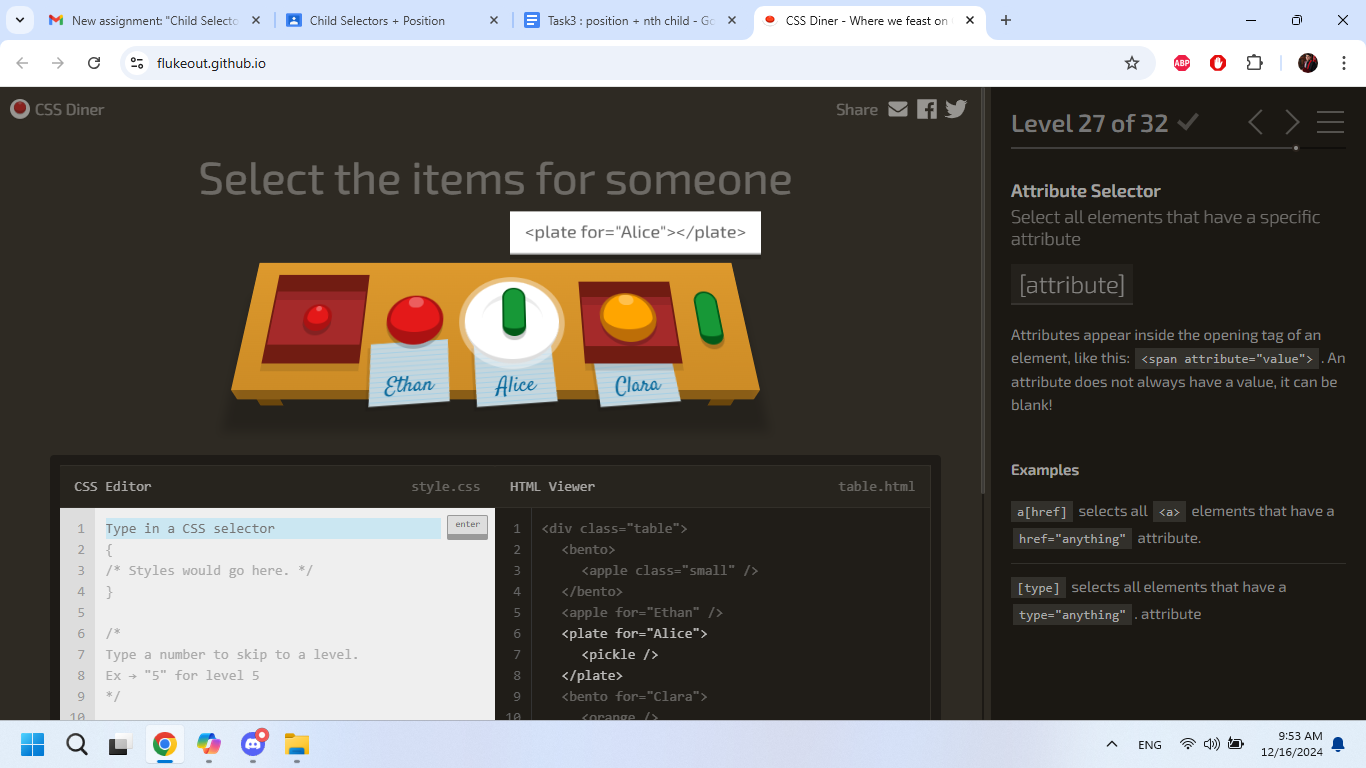 New assignment: "Child Selecto
Child Selectors + Position
Task3 : position + nth child - Go
CSS Diner - Where we feast on
flukeout.github.io
ABP
CSS Diner
Share
Level 27 of 32
Select the items for someone
<plate for="Alice"></plate>
Ethan
Alice
Clara
Attribute Selector
Select all elements that have a specific
attribute
[attribute]
Attributes appear inside the opening tag of an
element, like this: <span attribute="value"> . An
attribute does not always have a value, it can be
blank!
Examples
a[href] selects all <a> elements that have a
href="anything" attribute.
[type] selects all elements that have a
type="anything" . attribute
CSS Editor
style.css
1 Type in a CSS selector
enter
2 {
3 /* Styles would go here. */
4 }
5
6 /*
7 Type a number to skip to a level.
8 Ex → "5" for level 5
9 */
10
HTML Viewer
table.html
1 <div class="table">
2 <bento>
3 <apple class="small" />
4 </bento>
5 <apple for="Ethan" />
6 <plate for="Alice">
7 <pickle />
8 </plate>
9 <bento for="Clara">
10 <orange />
ENG
9:53 AM
12/16/2024